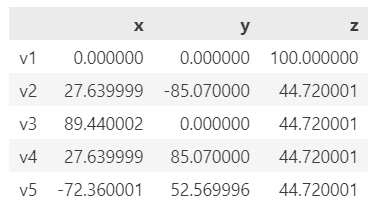 x y z
v1 0.000000 0.000000 100.000000
v2 27.639999 -85.070000 44.720001
v3 89.440002 0.000000 44.720001
v4 27.639999 85.070000 44.720001
v5 -72.360001 52.569996 44.720001